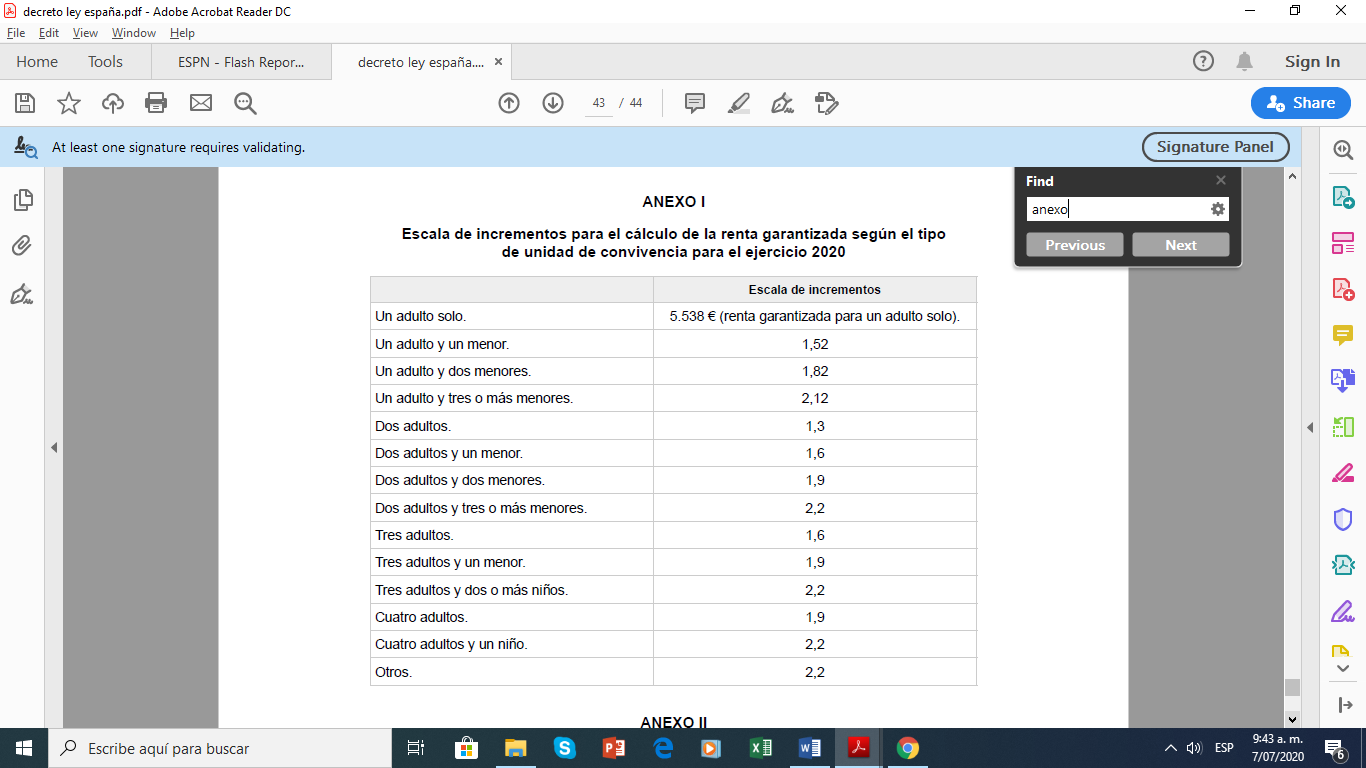 decreto ley españa.pdf - Adobe Acrobat Reader DC
File Edit View Window Help
Home Tools ESPN - Flash Repor... decreto ley españa.... ×
Sign In
43 / 44
Share
At least one signature requires validating.
Signature Panel
Find
anexo
Previous Next
ANEXO I
Escala de incrementos para el cálculo de la renta garantizada según el tipo
de unidad de convivencia para el ejercicio 2020
Escala de incrementos
Un adulto solo. 5.538 € (renta garantizada para un adulto solo).
Un adulto y un menor. 1,52
Un adulto y dos menores. 1,82
Un adulto y tres o más menores. 2,12
Dos adultos. 1,3
Dos adultos y un menor. 1,6
Dos adultos y dos menores. 1,9
Dos adultos y tres o más menores. 2,2
Tres adultos. 1,6
Tres adultos y un menor. 1,9
Tres adultos y dos o más niños. 2,2
Cuatro adultos. 1,9
Cuatro adultos y un niño. 2,2
Otros. 2,2
ANEXO II
Escribe aquí para buscar
ESP
9:43 a. m.
7/07/2020
6